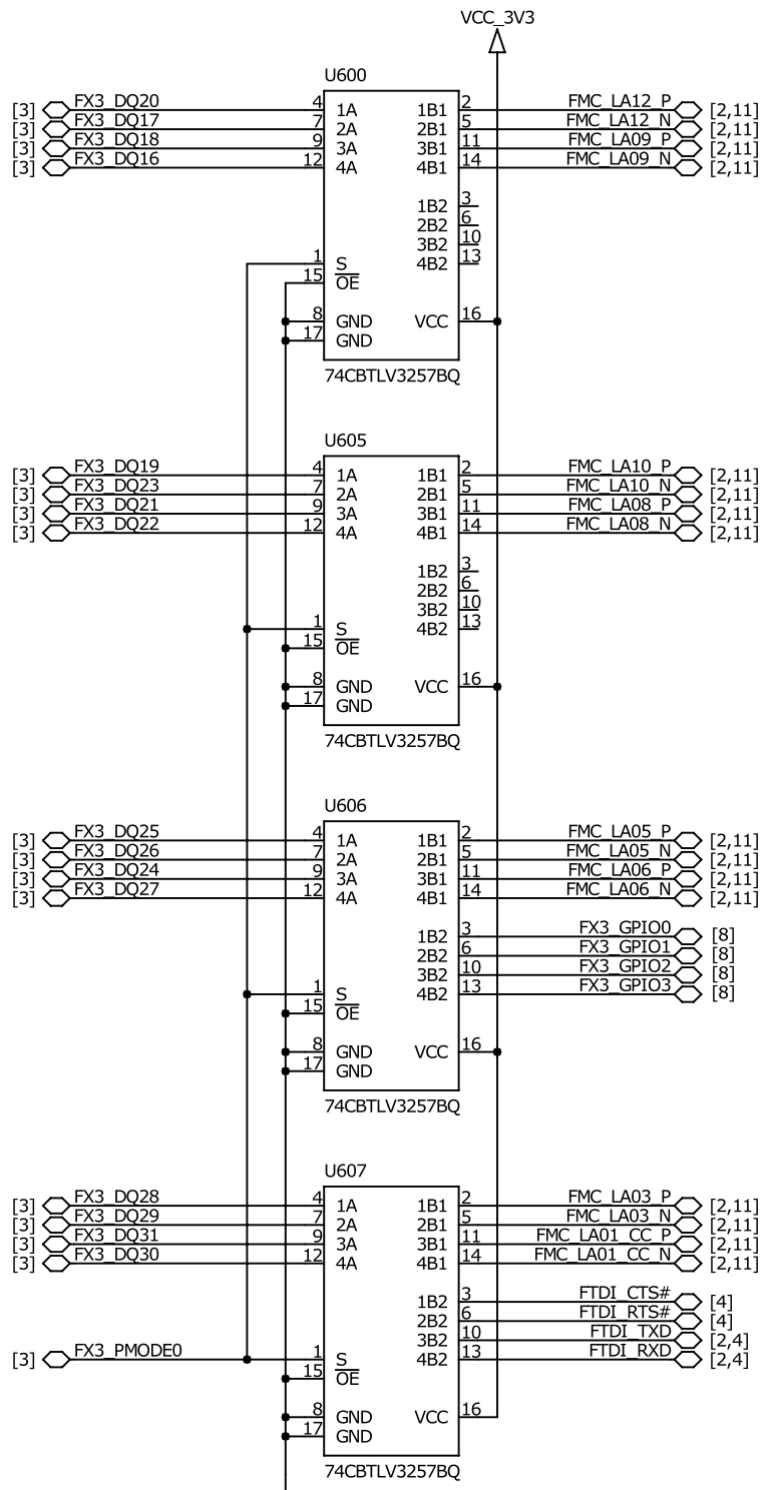 VCC_3V3
U600
[3] FX3_DQ20 4 1A 1B1 2 FMC_LA12_P [2,11]
[3] FX3_DQ17 7 2A 2B1 5 FMC_LA12_N [2,11]
[3] FX3_DQ18 9 3A 3B1 11 FMC_LA09_P [2,11]
[3] FX3_DQ16 12 4A 4B1 14 FMC_LA09_N [2,11]
1B2 3
2B2 6
3B2 10
1 S 4B2 13
15 OE
8 GND VCC 16
17 GND
74CBTLV3257BQ
U605
[3] FX3_DQ19 4 1A 1B1 2 FMC_LA10_P [2,11]
[3] FX3_DQ23 7 2A 2B1 5 FMC_LA10_N [2,11]
[3] FX3_DQ21 9 3A 3B1 11 FMC_LA08_P [2,11]
[3] FX3_DQ22 12 4A 4B1 14 FMC_LA08_N [2,11]
1B2 3
2B2 6
3B2 10
1 S 4B2 13
15 OE
8 GND VCC 16
17 GND
74CBTLV3257BQ
U606
[3] FX3_DQ25 4 1A 1B1 2 FMC_LA05_P [2,11]
[3] FX3_DQ26 7 2A 2B1 5 FMC_LA05_N [2,11]
[3] FX3_DQ24 9 3A 3B1 11 FMC_LA06_P [2,11]
[3] FX3_DQ27 12 4A 4B1 14 FMC_LA06_N [2,11]
1B2 3 FX3_GPIO0 [8]
2B2 6 FX3_GPIO1 [8]
3B2 10 FX3_GPIO2 [8]
1 S 4B2 13 FX3_GPIO3 [8]
15 OE
8 GND VCC 16
17 GND
74CBTLV3257BQ
U607
[3] FX3_DQ28 4 1A 1B1 2 FMC_LA03_P [2,11]
[3] FX3_DQ29 7 2A 2B1 5 FMC_LA03_N [2,11]
[3] FX3_DQ31 9 3A 3B1 11 FMC_LA01_CC_P [2,11]
[3] FX3_DQ30 12 4A 4B1 14 FMC_LA01_CC_N [2,11]
1B2 3 FTDI_CTS# [4]
2B2 6 FTDI_RTS# [4]
3B2 10 FTDI_TXD [2,4]
[3] FX3_PMODE0 1 S 4B2 13 FTDI_RXD [2,4]
15 OE
8 GND VCC 16
17 GND
74CBTLV3257BQ